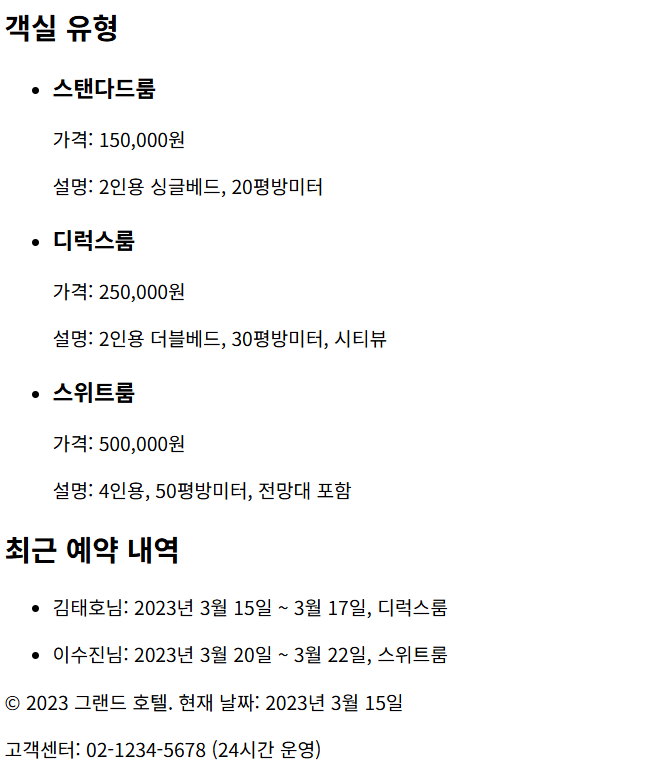 객실 유형
스탠다드룸
가격: 150,000원
설명: 2인용 싱글베드, 20평방미터
디럭스룸
가격: 250,000원
설명: 2인용 더블베드, 30평방미터, 시티뷰
스위트룸
가격: 500,000원
설명: 4인용, 50평방미터, 전망대 포함
최근 예약 내역
김태호님: 2023년 3월 15일 ~ 3월 17일, 디럭스룸
이수진님: 2023년 3월 20일 ~ 3월 22일, 스위트룸
© 2023 그랜드 호텔. 현재 날짜: 2023년 3월 15일
고객센터: 02-1234-5678 (24시간 운영)